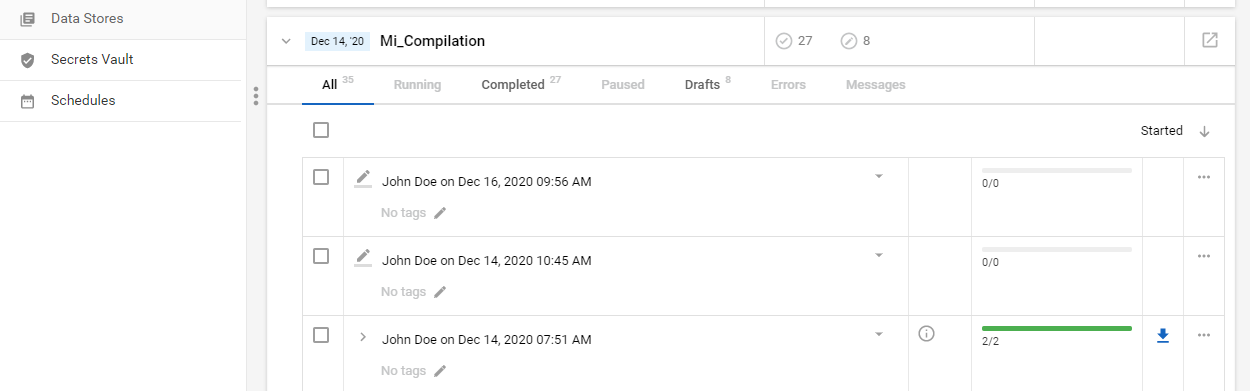 Data Stores
Secrets Vault
Schedules
Dec 14, '20 Mi_Compilation 27 8
All 35 Running Completed 27 Paused Drafts 8 Errors Messages
Started
John Doe on Dec 16, 2020 09:56 AM 0/0
No tags
John Doe on Dec 14, 2020 10:45 AM 0/0
No tags
John Doe on Dec 14, 2020 07:51 AM 2/2
No tags